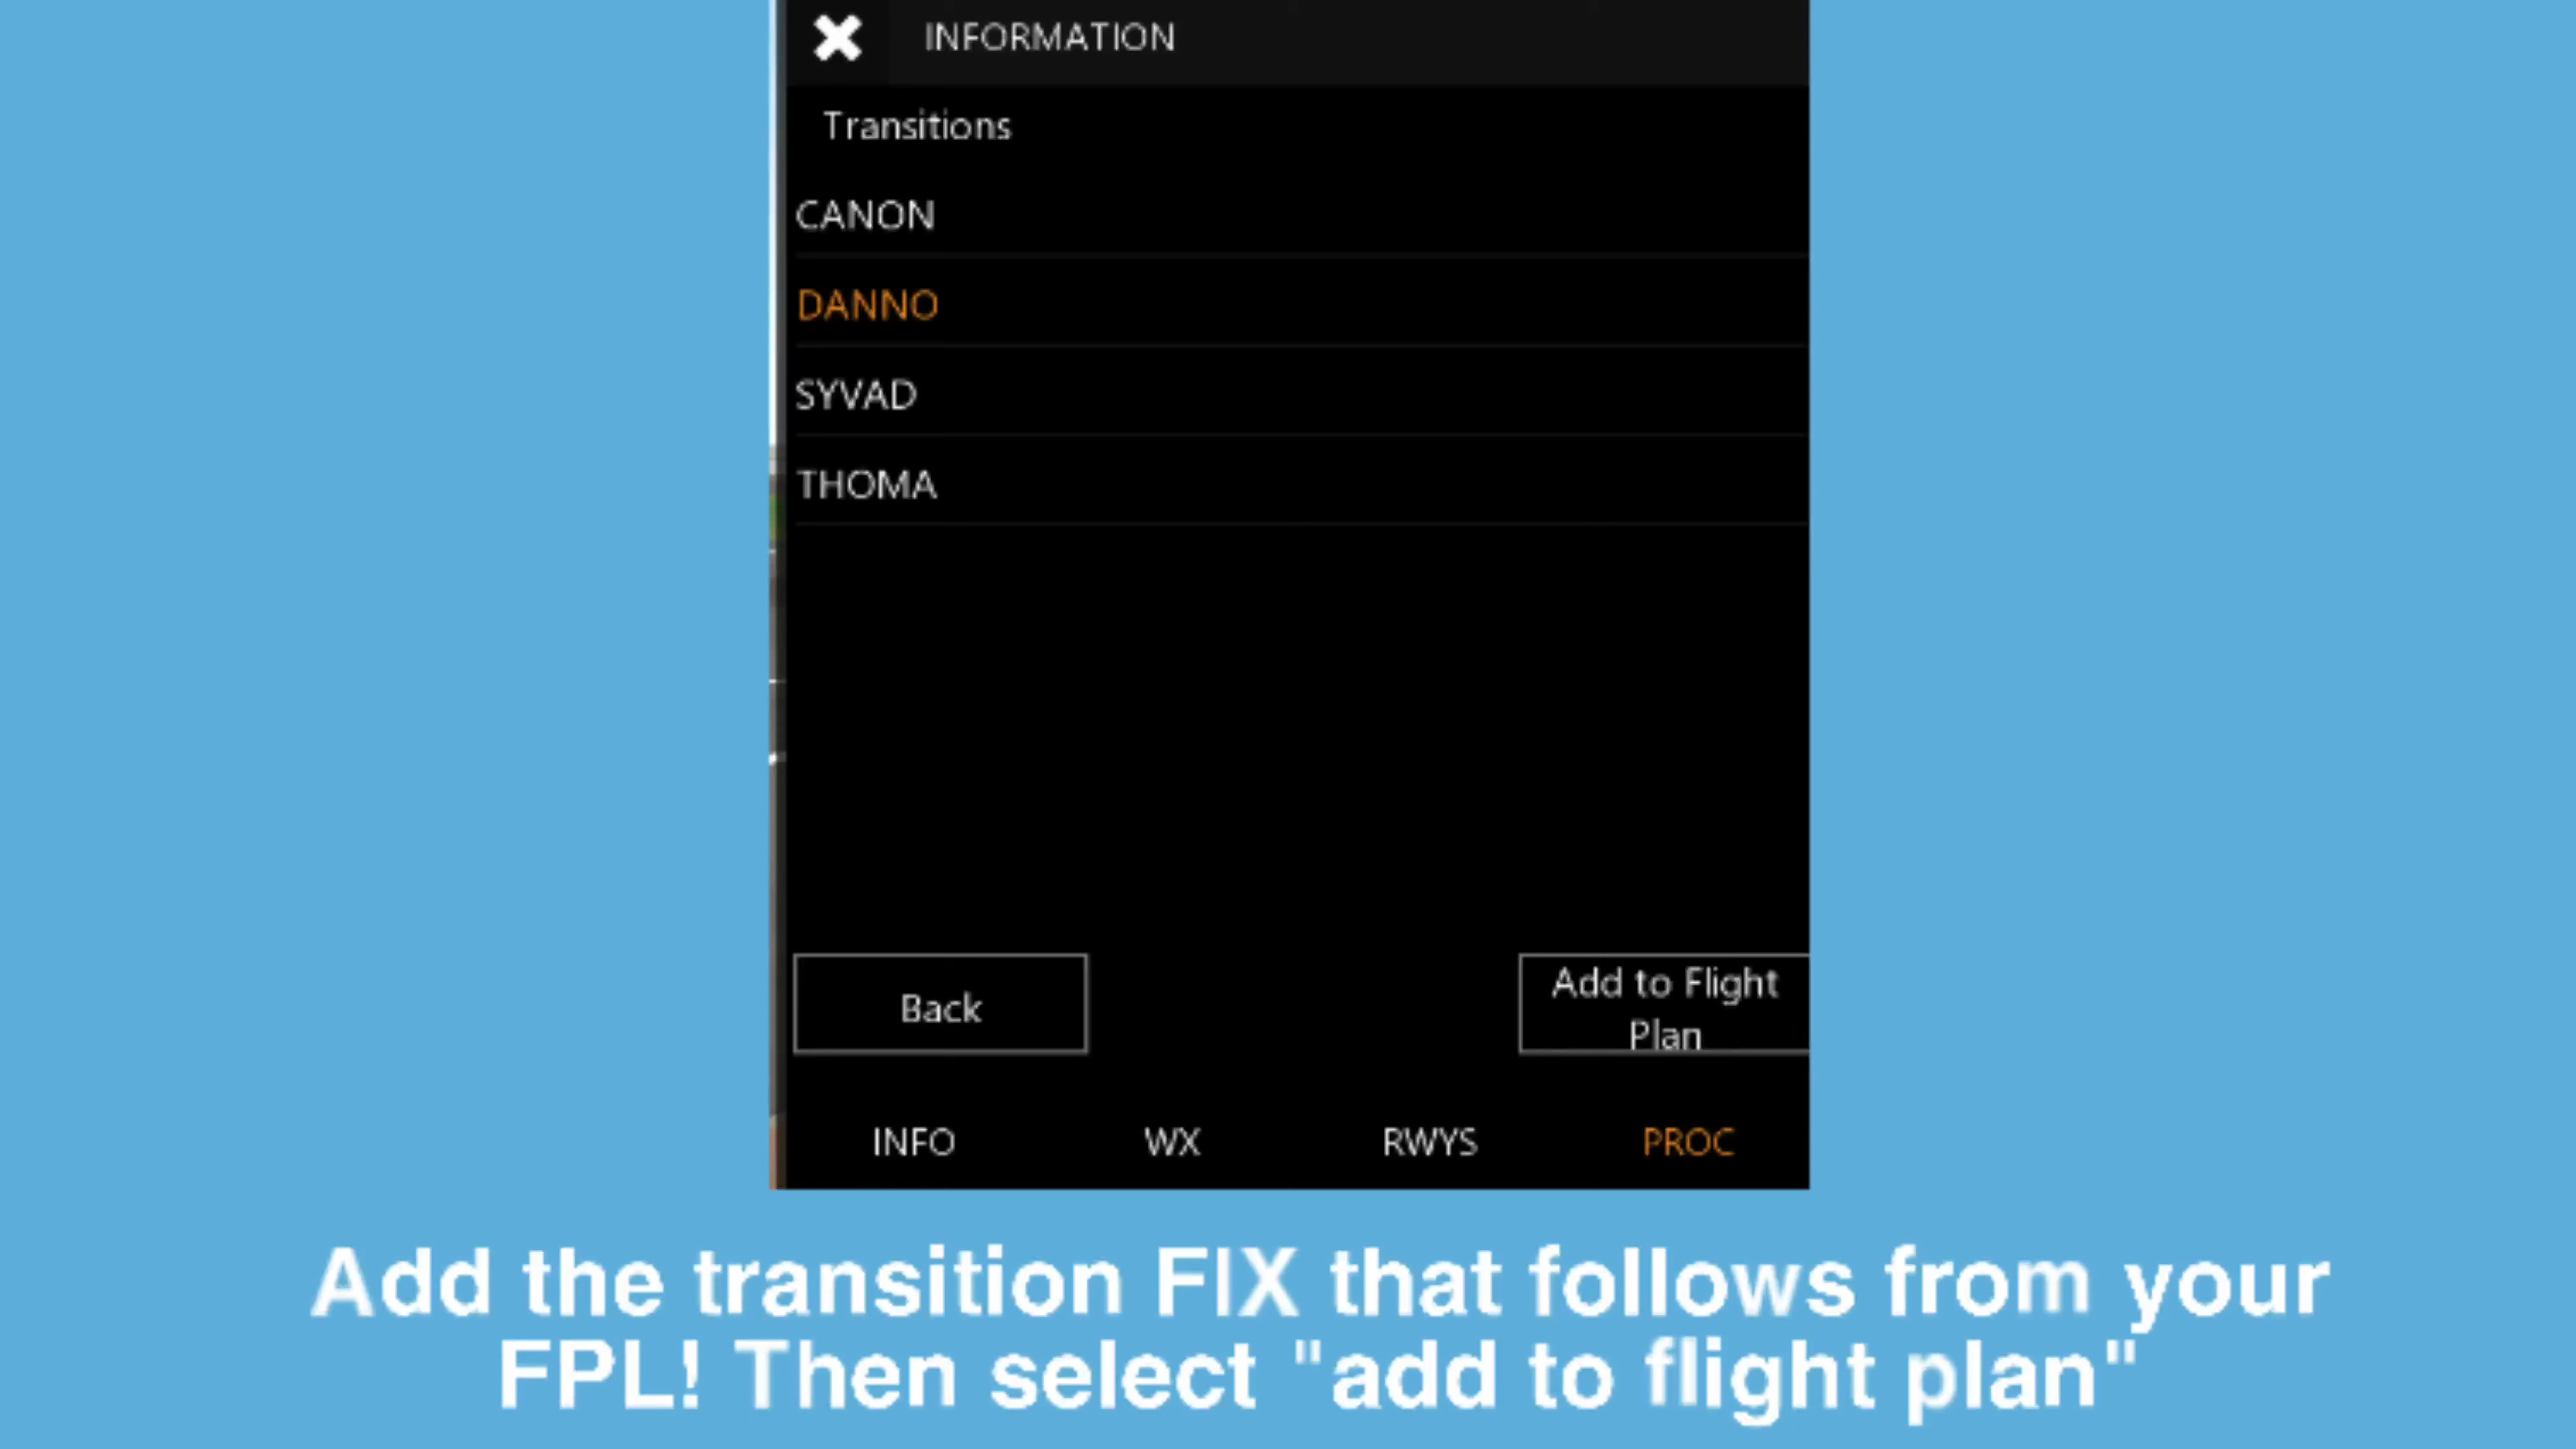 INFORMATION
Transitions
CANON
DANNO
SYVAD
THOMA
Back
Add to Flight
Plan
INFO WX RWYS PROC
Add the transition FIX that follows from your
FPL! Then select "add to flight plan"